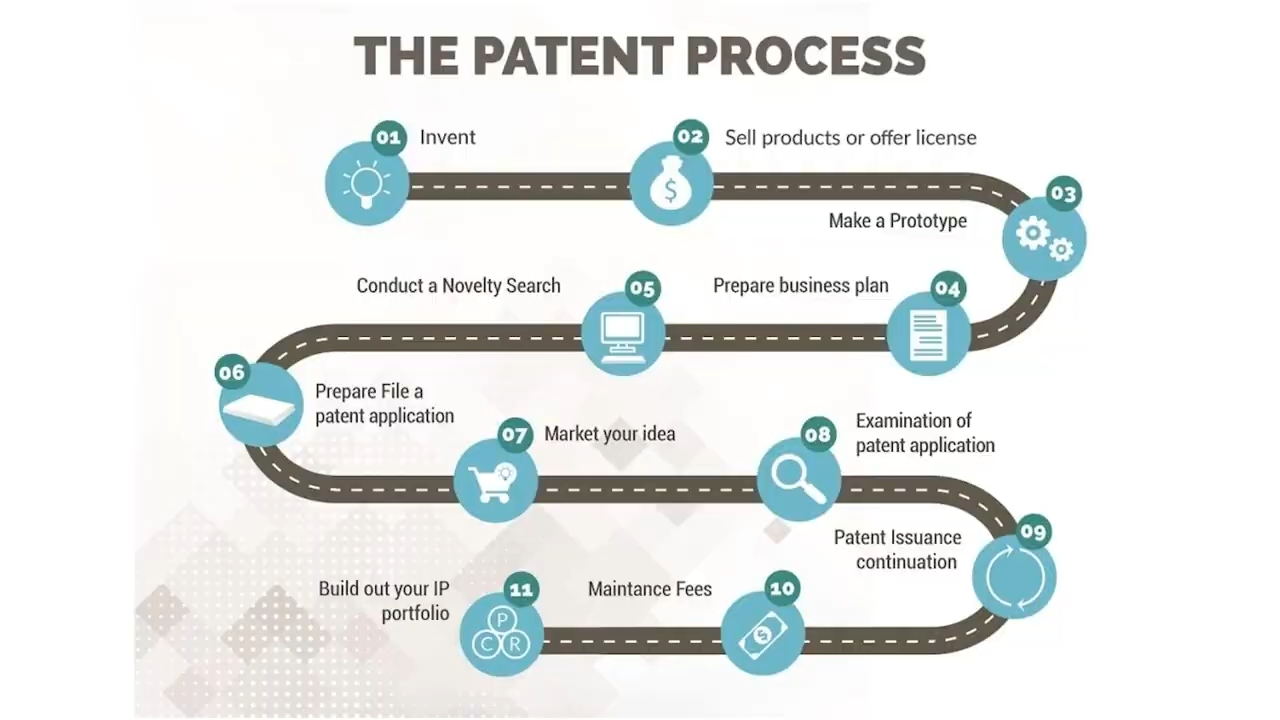 THE PATENT PROCESS
01 Invent
02 Sell products or offer license
03
Make a Prototype
04
Prepare business plan
05
Conduct a Novelty Search
06
Prepare File a
patent application
07 Market your idea
08
Examination of
patent application
09
Patent Issuance
continuation
10
Maintance Fees
$
11
Build out your IP
portfolio
P
C R
$